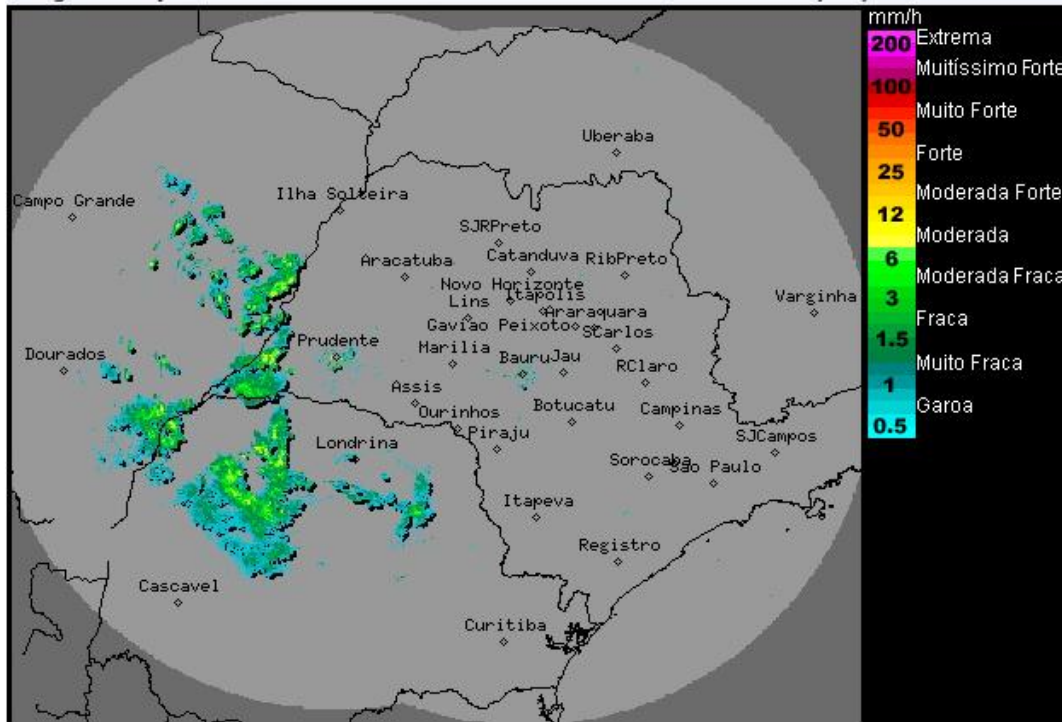 mm/h
200 Extrema
Muitíssimo Forte
100
Muito Forte
50
Forte
25
Moderada Forte
12
Moderada
6
Moderada Fraca
3
Fraca
1.5
Muito Fraca
1
Garoa
0.5
Uberaba
Campo Grande
Ilha Solteira
SJRPreto
Aracatuba
Catanduva
RibPreto
Novo Horizonte
Lins
Itapolis
Araraquara
Varginha
Gaviao Peixoto
SCarlos
Dourados
Prudente
Marilia
Bauru
Jau
RClaro
Assis
Ourinhos
Botucatu
Campinas
Piraju
Londrina
SJCampos
Sorocaba
Sao Paulo
Itapeva
Registro
Cascavel
Curitiba